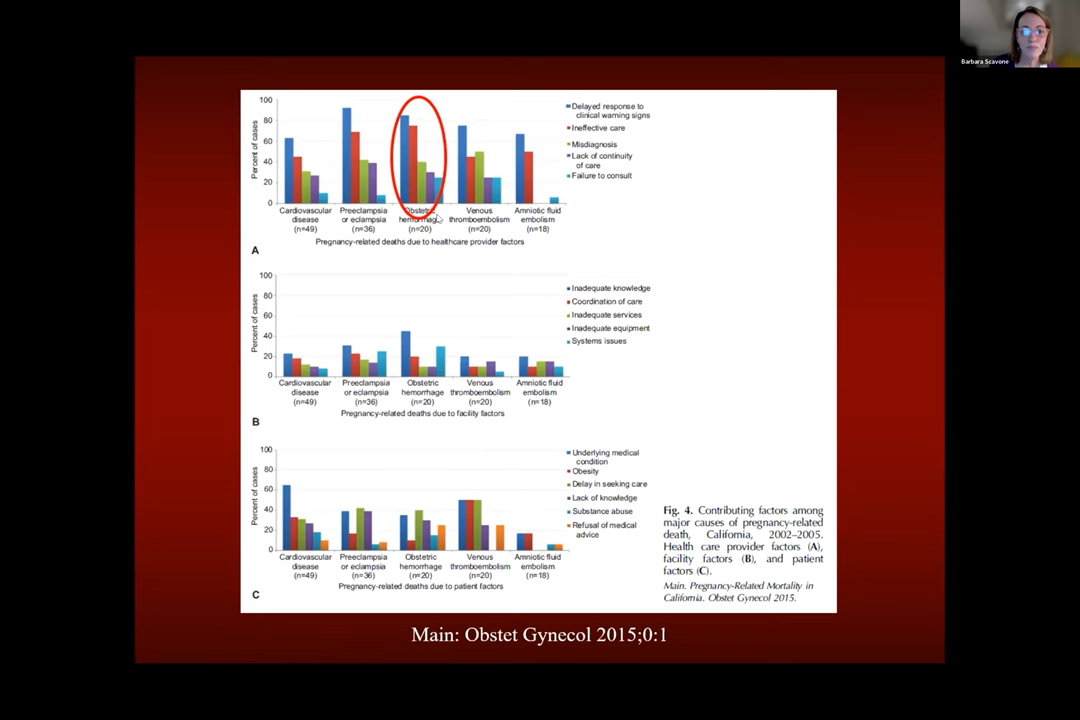 Barbara Scavone
100
80
60
40
20
0
Percent of cases
Delayed response to
clinical warning signs
Ineffective care
Misdiagnosis
Lack of continuity
of care
Failure to consult
Cardiovascular
disease
(n=49)
Preeclampsia
or eclampsia
(n=36)
Obstetric
hemorrhage
(n=20)
Venous
thromboembolism
(n=20)
Amniotic fluid
embolism
(n=18)
Pregnancy-related deaths due to healthcare provider factors
A
100
80
60
40
20
0
Percent of cases
Inadequate knowledge
Coordination of care
Inadequate services
Inadequate equipment
Systems issues
Cardiovascular
disease
(n=49)
Preeclampsia
or eclampsia
(n=36)
Obstetric
hemorrhage
(n=20)
Venous
thromboembolism
(n=20)
Amniotic fluid
embolism
(n=18)
Pregnancy-related deaths due to facility factors
B
100
80
60
40
20
0
Percent of cases
Underlying medical
condition
Obesity
Delay in seeking care
Lack of knowledge
Substance abuse
Refusal of medical
advice
Cardiovascular
disease
(n=49)
Preeclampsia
or eclampsia
(n=36)
Obstetric
hemorrhage
(n=20)
Venous
thromboembolism
(n=20)
Amniotic fluid
embolism
(n=18)
Pregnancy-related deaths due to patient factors
C
Fig. 4. Contributing factors among
major causes of pregnancy-related
death, California, 2002–2005.
Health care provider factors (A),
facility factors (B), and patient
factors (C).
Main. Pregnancy-Related Mortality in
California. Obstet Gynecol 2015.
Main: Obstet Gynecol 2015;0:1